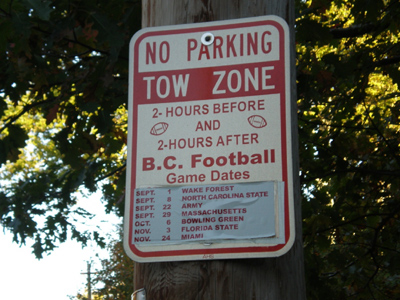 NO PARKING
TOW ZONE
2- HOURS BEFORE
AND
2-HOURS AFTER
B.C. Football
Game Dates
SEPT. 1 WAKE FOREST
SEPT. 8 NORTH CAROLINA STATE
SEPT. 22 ARMY
SEPT. 29 MASSACHUSETTS
OCT. 6 BOWLING GREEN
NOV. 3 FLORIDA STATE
NOV. 24 MIAMI